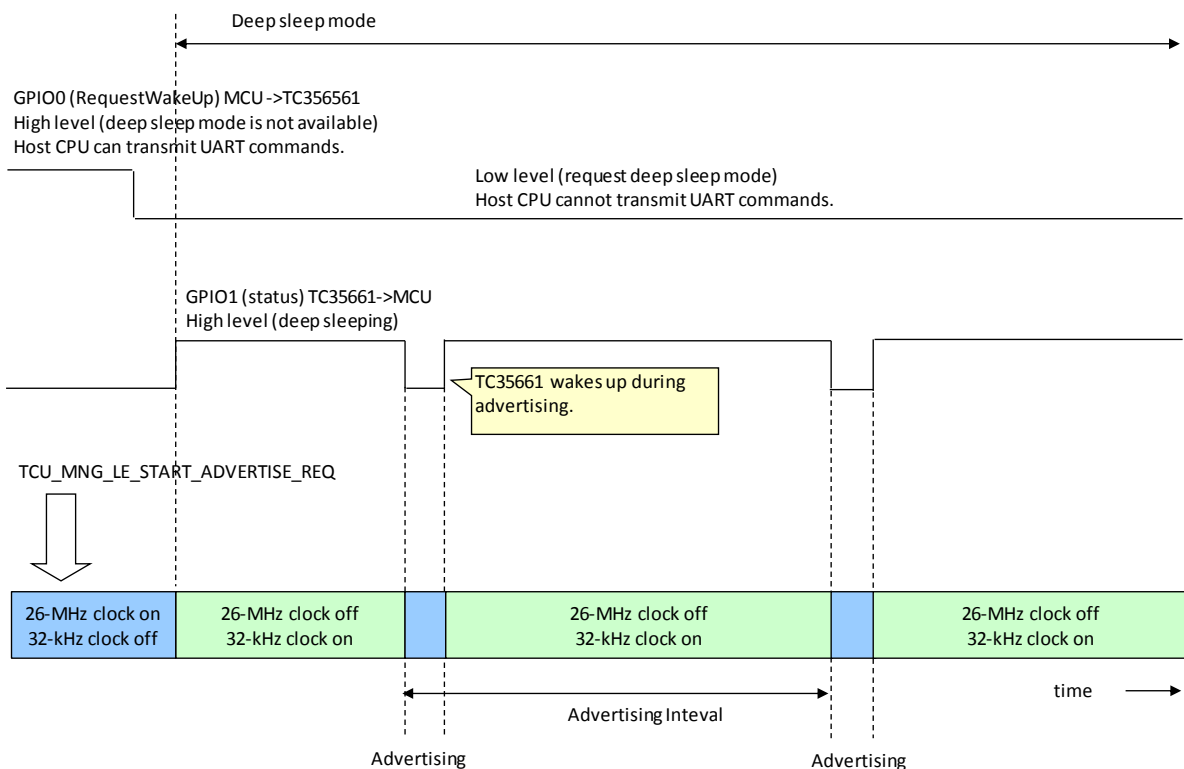 Deep sleep mode
GPIO0 (RequestWakeUp) MCU ->TC356561
High level (deep sleep mode is not available)
Host CPU can transmit UART commands.
Low level (request deep sleep mode)
Host CPU cannot transmit UART commands.
GPIO1 (status) TC35661->MCU
High level (deep sleeping)
TC35661 wakes up during
advertising.
TCU_MNG_LE_START_ADVERTISE_REQ
26-MHz clock on
32-kHz clock off
26-MHz clock off
32-kHz clock on
26-MHz clock off
32-kHz clock on
26-MHz clock off
32-kHz clock on
time
Advertising Inteval
Advertising
Advertising